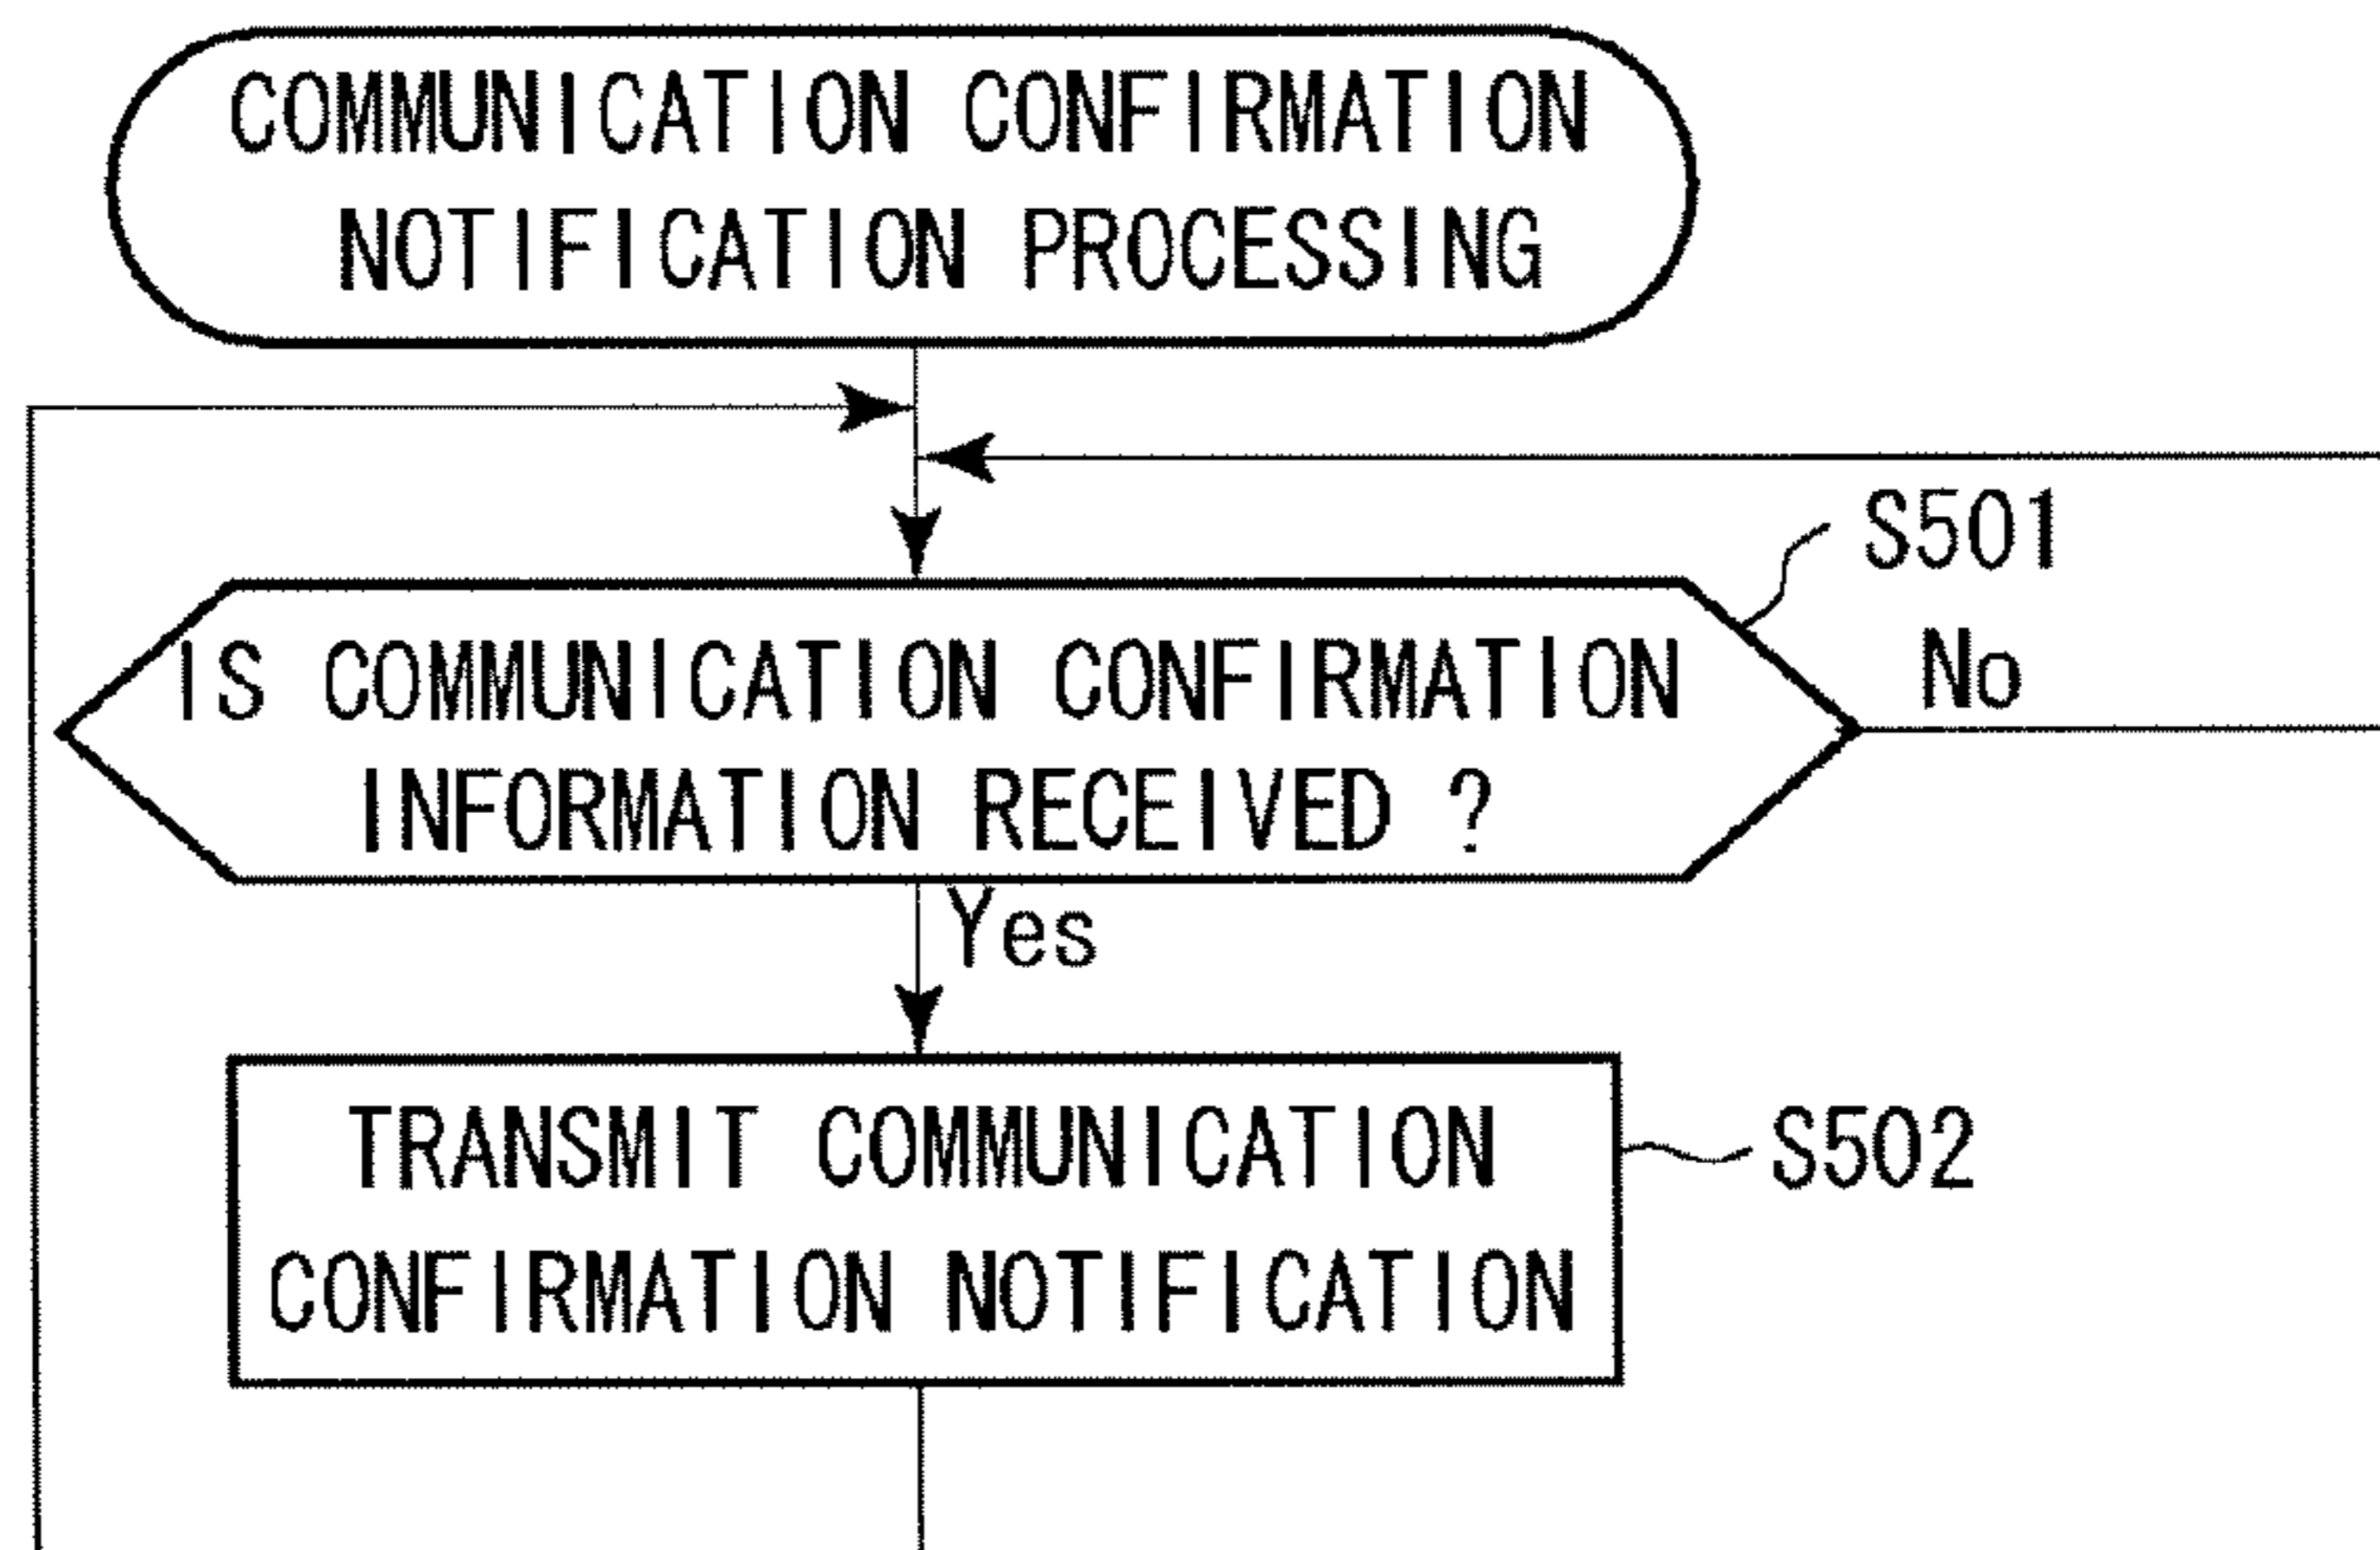 COMMUNICATION CONFIRMATION
NOTIFICATION PROCESSING
S501
IS COMMUNICATION CONFIRMATION
INFORMATION RECEIVED ?
No
Yes
TRANSMIT COMMUNICATION
CONFIRMATION NOTIFICATION
S502